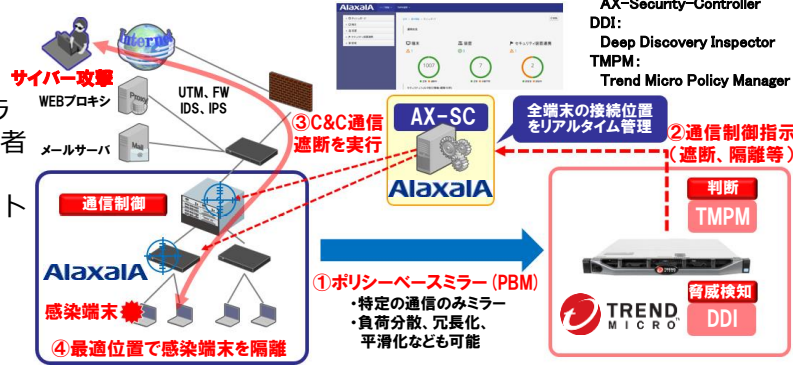 AX-Security-Controller
DDI:
Deep Discovery Inspector
TMPM:
Trend Micro Policy Manager
AlaxalA
1007
7
2
Internet
サイバー攻撃
WEBプロキシ
Proxy
UTM、FW
IDS、IPS
ラ
者
メールサーバ
Mail
③C&C通信
遮断を実行
AX-SC
AlaxalA
全端末の接続位置
をリアルタイム管理
②通信制御指示
(遮断、隔離等)
ト
通信制御
AlaxalA
感染端末
④最適位置で感染端末を隔離
①ポリシーベースミラー(PBM)
・特定の通信のみミラー
・負荷分散、冗長化、
平滑化なども可能
判断
TMPM
脅威検知
DDI
TREND
MICRO™